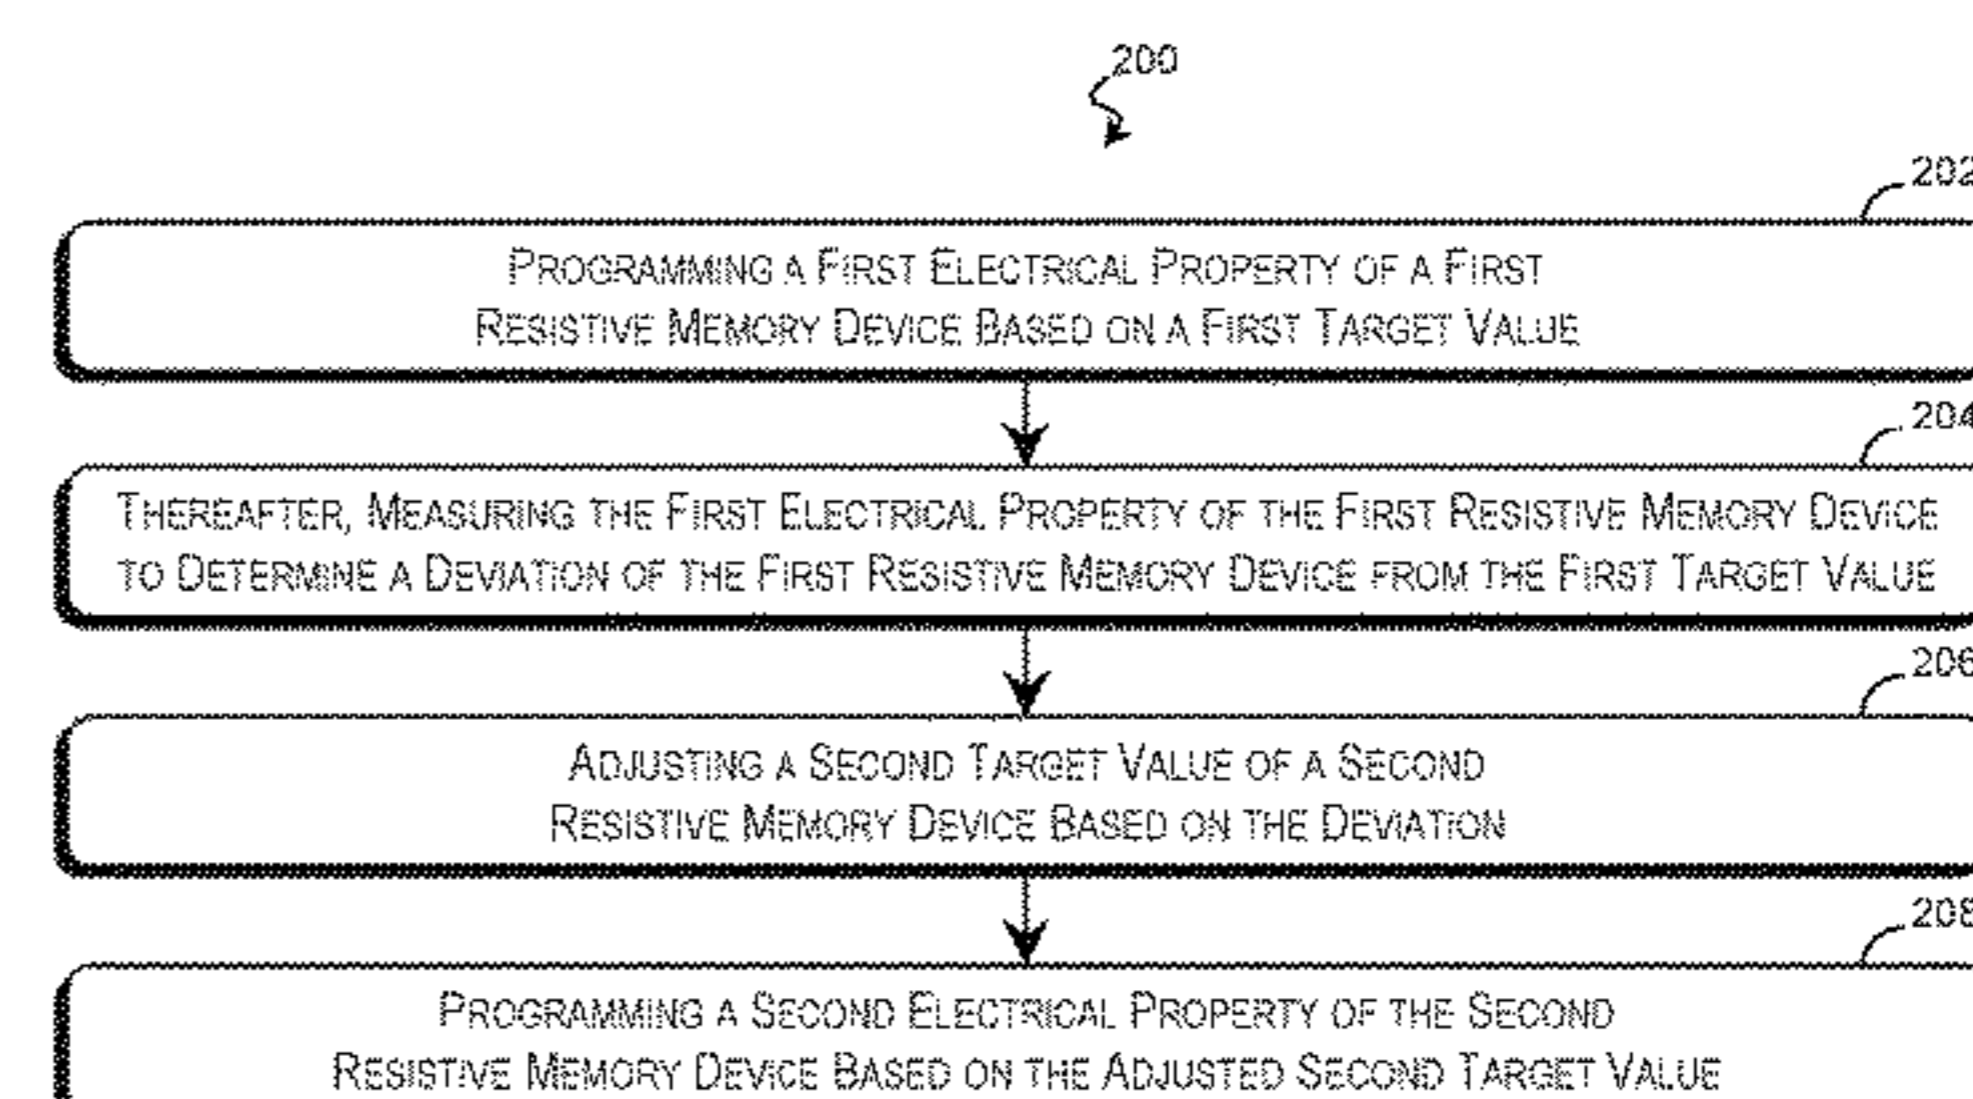 200
202
PROGRAMMING A FIRST ELECTRICAL PROPERTY OF A FIRST
RESISTIVE MEMORY DEVICE BASED ON A FIRST TARGET VALUE
204
THEREAFTER, MEASURING THE FIRST ELECTRICAL PROPERTY OF THE FIRST RESISTIVE MEMORY DEVICE
TO DETERMINE A DEVIATION OF THE FIRST RESISTIVE MEMORY DEVICE FROM THE FIRST TARGET VALUE
206
ADJUSTING A SECOND TARGET VALUE OF A SECOND
RESISTIVE MEMORY DEVICE BASED ON THE DEVIATION
208
PROGRAMMING A SECOND ELECTRICAL PROPERTY OF THE SECOND
RESISTIVE MEMORY DEVICE BASED ON THE ADJUSTED SECOND TARGET VALUE